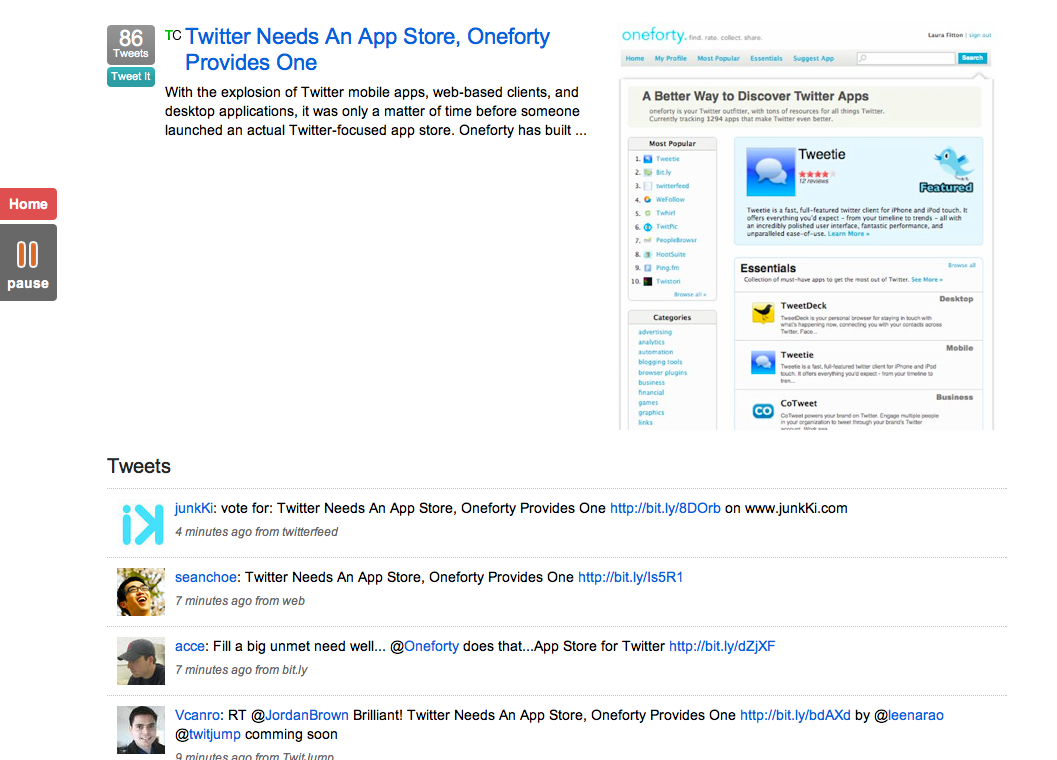 86
Tweets
Tweet It
TC Twitter Needs An App Store, Oneforty
Provides One
With the explosion of Twitter mobile apps, web-based clients, and
desktop applications, it was only a matter of time before someone
launched an actual Twitter-focused app store. Oneforty has built ...
Home
pause
oneforty. find. rate. collect. share.
Laura Fitton | sign out
Home My Profile Most Popular Essentials Suggest App
Search
A Better Way to Discover Twitter Apps
oneforty is your Twitter outfitter, with tons of resources for all things Twitter.
Currently tracking 1294 apps that make Twitter even better.
Most Popular
1. Tweetie
2. Bit.ly
3. twitterfeed
4. WeFollow
5. Twhirl
6. TwitPic
7. PeopleBrowsr
8. HootSuite
9. Ping.fm
10. Twistori
Browse all »
Categories
advertising
analytics
automation
blogging tools
browser plugins
business
financial
games
graphics
links
Tweetie
12 reviews
Featured
Tweetie is a fast, full-featured twitter client for iPhone and iPod touch. It
offers everything you'd expect - from your timeline to trends - all with
an incredibly polished user interface, fantastic performance, and
unparalleled ease-of-use. Learn More »
Essentials
Browse all
Collection of must-have apps to get the most out of Twitter. See More »
Desktop
TweetDeck
TweetDeck is your personal browser for staying in touch with
what's happening now, connecting you with your contacts across
Twitter, Face...
Mobile
Tweetie
Tweetie is a fast, full-featured twitter client for iPhone and iPod
touch. It offers everything you'd expect - from your timeline to
tren...
Business
CO
CoTweet
CoTweet powers your brand on Twitter. Engage multiple people
in your organization to tweet through your brand's Twitter
account. Work see...
Tweets
junkKi: vote for: Twitter Needs An App Store, Oneforty Provides One http://bit.ly/8DOrb on www.junkKi.com
4 minutes ago from twitterfeed
seanchoe: Twitter Needs An App Store, Oneforty Provides One http://bit.ly/Is5R1
7 minutes ago from web
acce: Fill a big unmet need well... @Oneforty does that...App Store for Twitter http://bit.ly/dZjXF
7 minutes ago from bit.ly
Vcanro: RT @JordanBrown Brilliant! Twitter Needs An App Store, Oneforty Provides One http://bit.ly/bdAXd by @leenarao
@twitjump comming soon
9 minutes ago from TwitJump